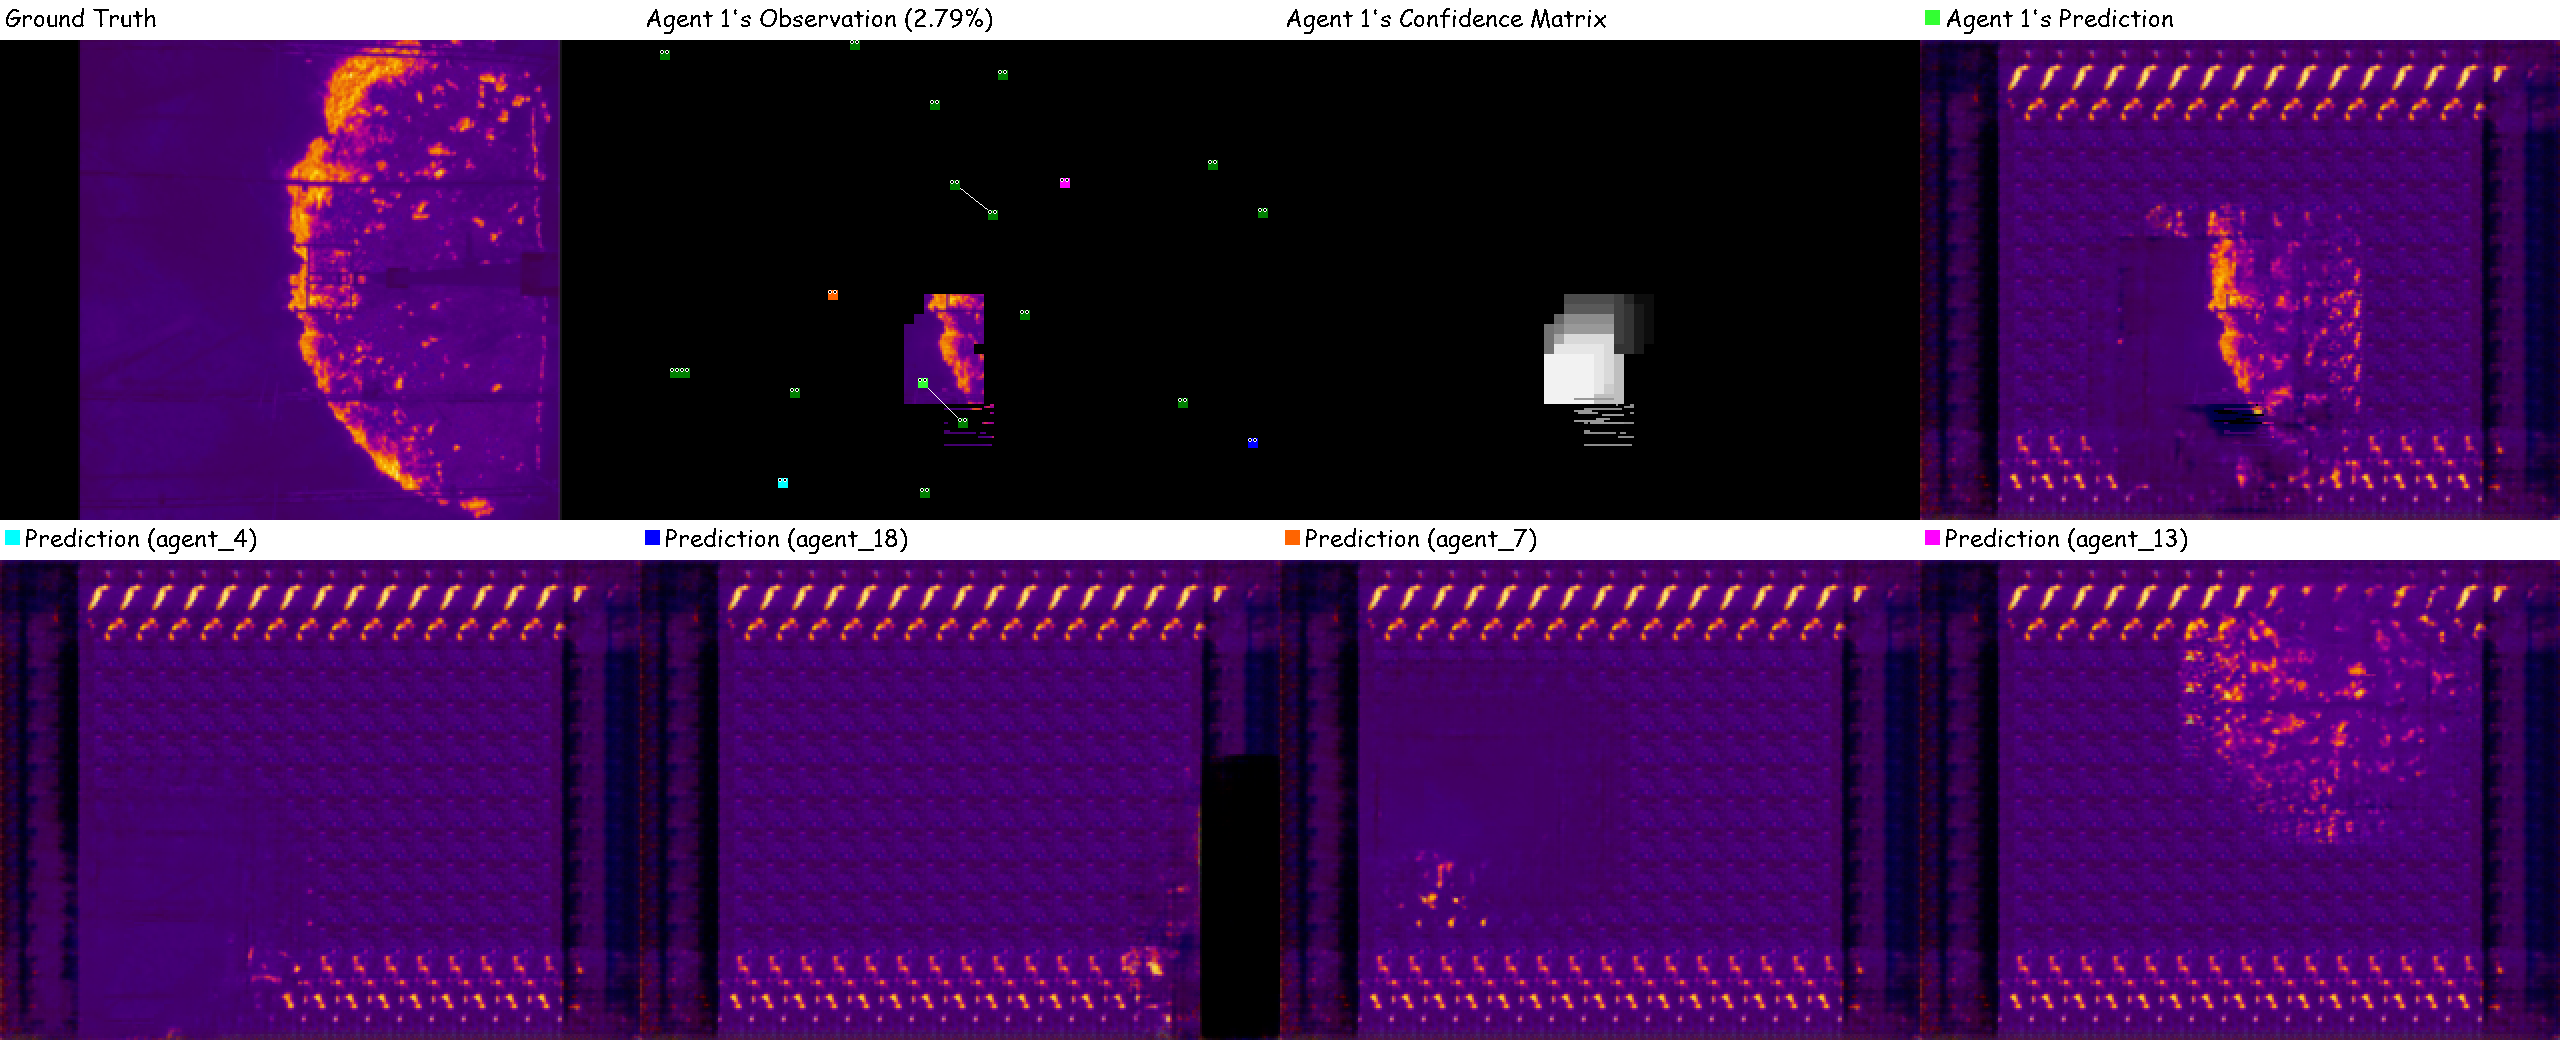 Ground Truth
Agent 1's Observation (2.79%)
Agent 1's Confidence Matrix
Agent 1's Prediction
Prediction (agent_4)
Prediction (agent_18)
Prediction (agent_7)
Prediction (agent_13)